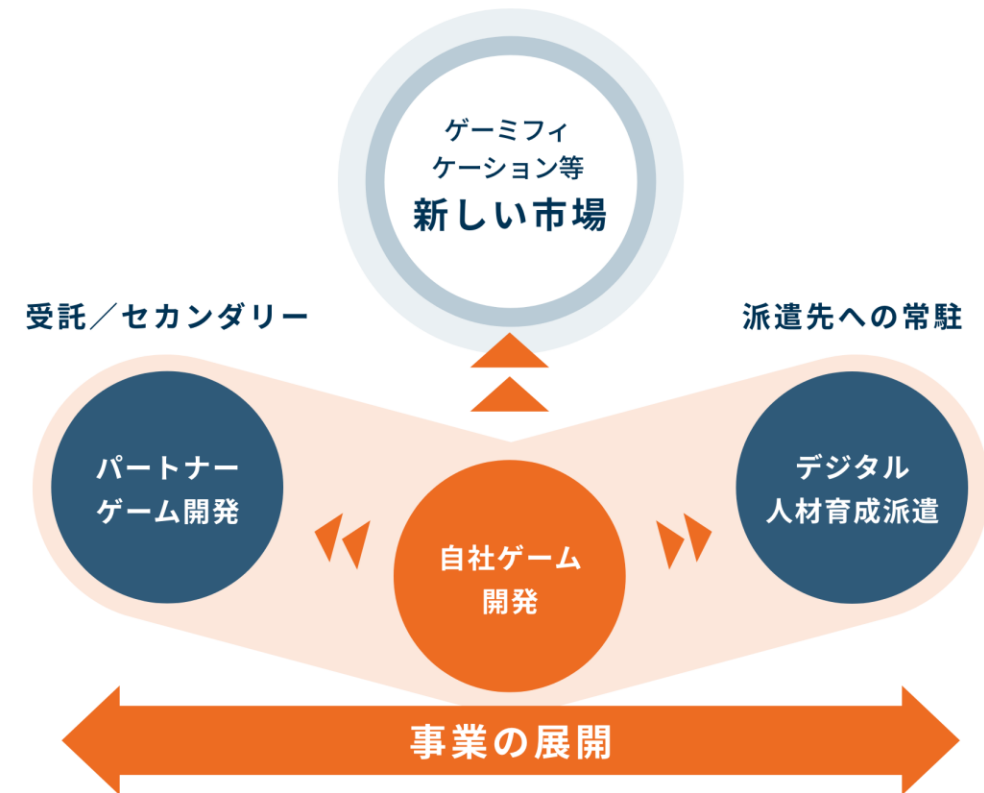 ゲーミフィ
ケーション等
新しい市場
受託／セカンダリー
派遣先への常駐
パートナー
ゲーム開発
デジタル
人材育成派遣
自社ゲーム
開発
事業の展開